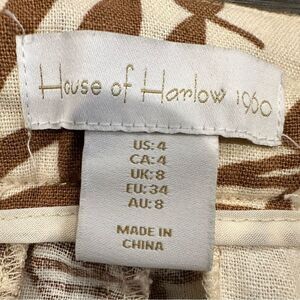 House of Harlow 1960
US: 4
CA: 4
UK: 8
EU: 34
AU: 8
MADE IN
CHINA